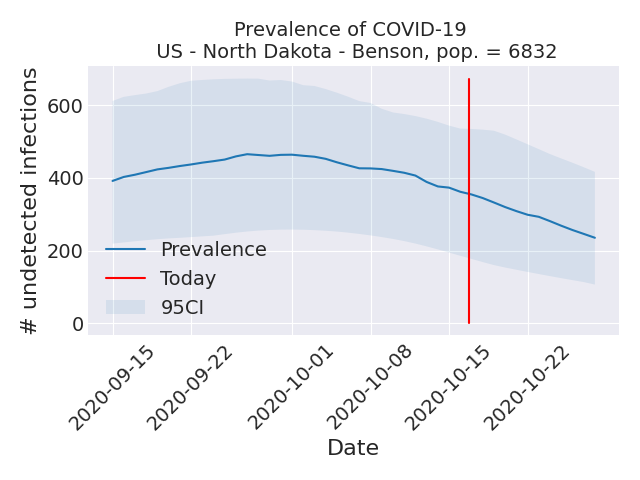 Prevalence of COVID-19
US - North Dakota - Benson, pop. = 6832
# undetected infections
600
400
200
0
Prevalence
Today
95CI
2020-09-15
2020-09-22
2020-10-01
2020-10-08
2020-10-15
2020-10-22
Date